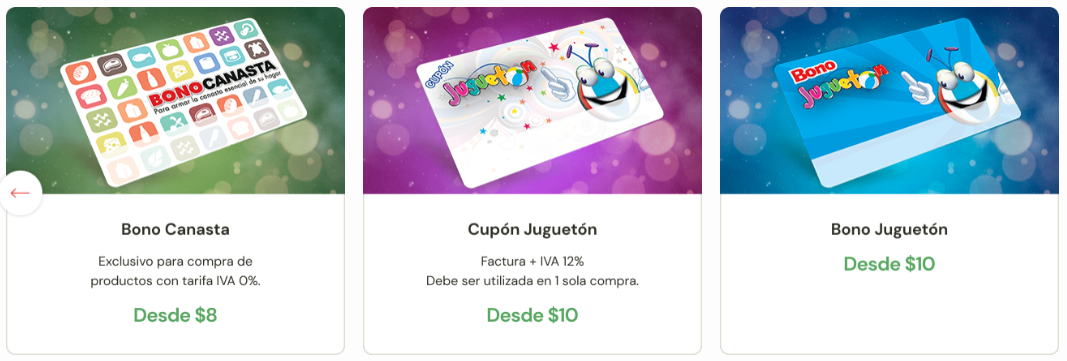 BONOCANASTA
Para armar la canasta esencial de su hogar
CUPÓN
Juguetón
Bono
Juguetón
Bono Canasta
Exclusivo para compra de
productos con tarifa IVA 0%.
Desde $8
Cupón Juguetón
Factura + IVA 12%
Debe ser utilizada en 1 sola compra.
Desde $10
Bono Juguetón
Desde $10